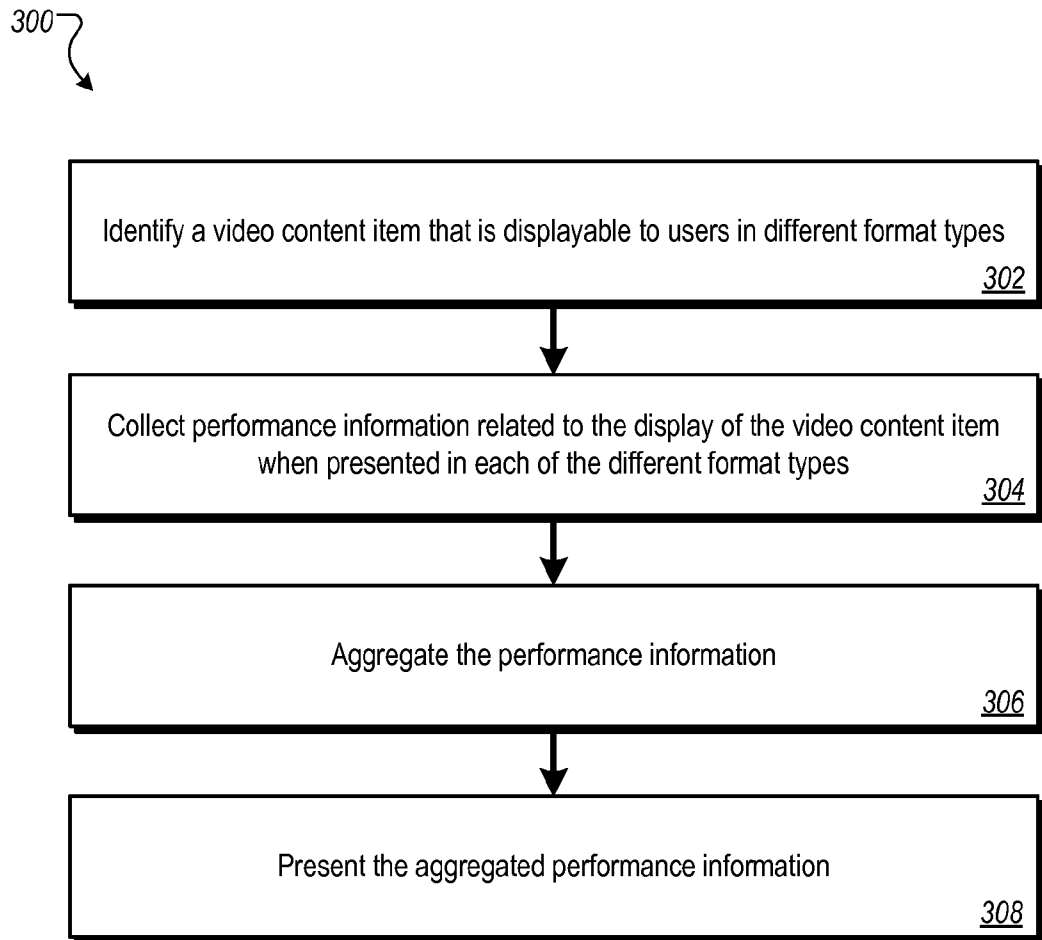 300
Identify a video content item that is displayable to users in different format types
302
Collect performance information related to the display of the video content item
when presented in each of the different format types
304
Aggregate the performance information
306
Present the aggregated performance information
308